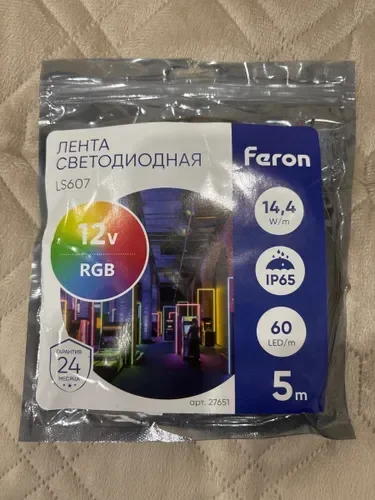 ЛЕНТА
СВЕТОДИОДНАЯ
LS607
feron
12V
RGB
14,4
W/m
IP65
60
LED/m
5m
ГАРАНТИЯ
24
МЕСЯЦА
арт. 27651